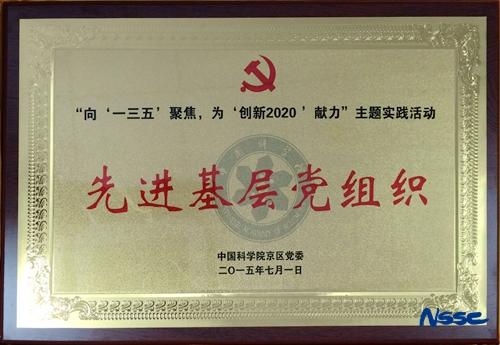 “向‘一三五’聚焦，为‘创新2020’献力”主题实践活动
先进基层党组织
中国科学院京区党委
二〇一五年七月一日
NSSC